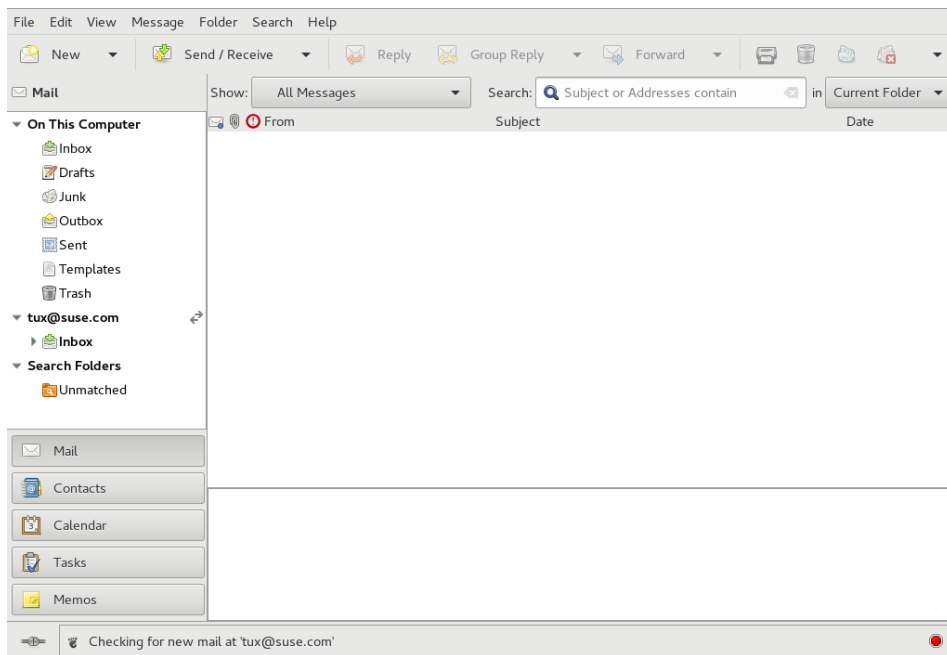 File Edit View Message Folder Search Help
New Send / Receive Reply Group Reply Forward
Mail Show: All Messages Search: Subject or Addresses contain in Current Folder
From Subject Date
On This Computer
Inbox
Drafts
Junk
Outbox
Sent
Templates
Trash
tux@suse.com
Inbox
Search Folders
Unmatched
Mail
Contacts
Calendar
Tasks
Memos
Checking for new mail at 'tux@suse.com'